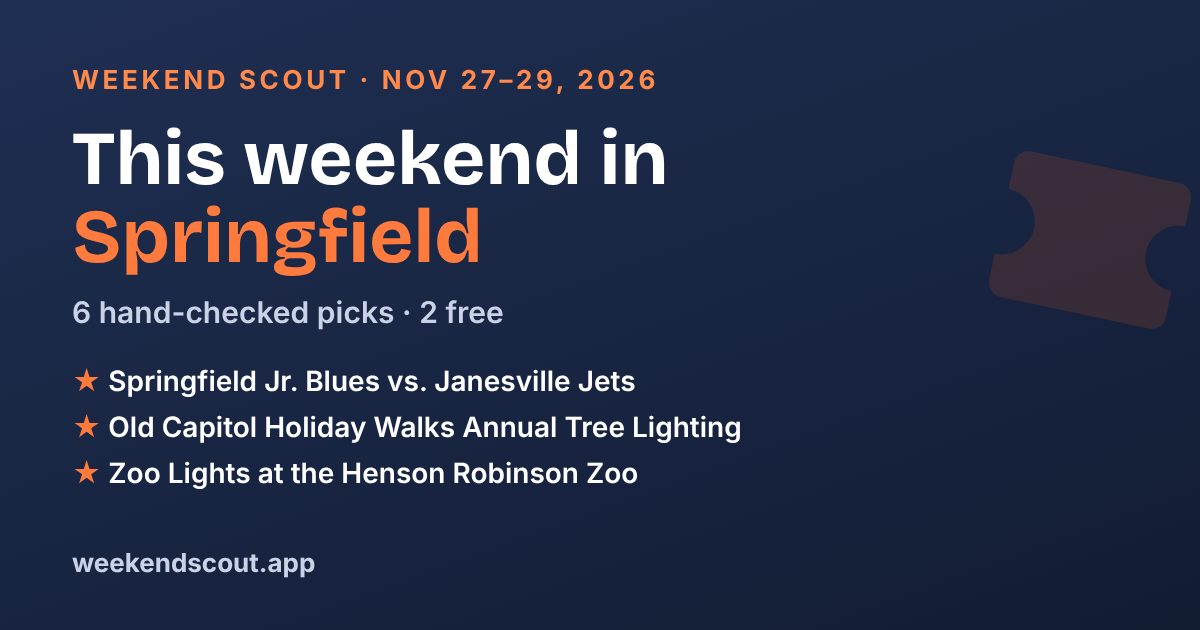 WEEKEND SCOUT · NOV 27–29, 2026
This weekend in
Springfield
6 hand-checked picks · 2 free
★ Springfield Jr. Blues vs. Janesville Jets
★ Old Capitol Holiday Walks Annual Tree Lighting
★ Zoo Lights at the Henson Robinson Zoo
weekendscout.app